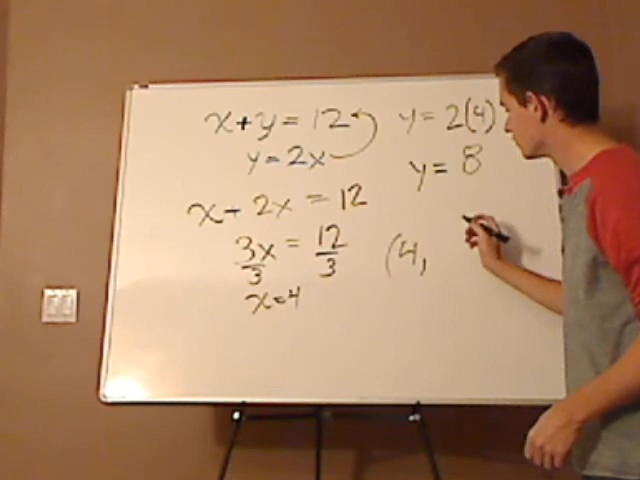 x+y=12
y=2x
x+2x=12
3x/3=12/3
x=4
y=2(4)
y=8
(4,